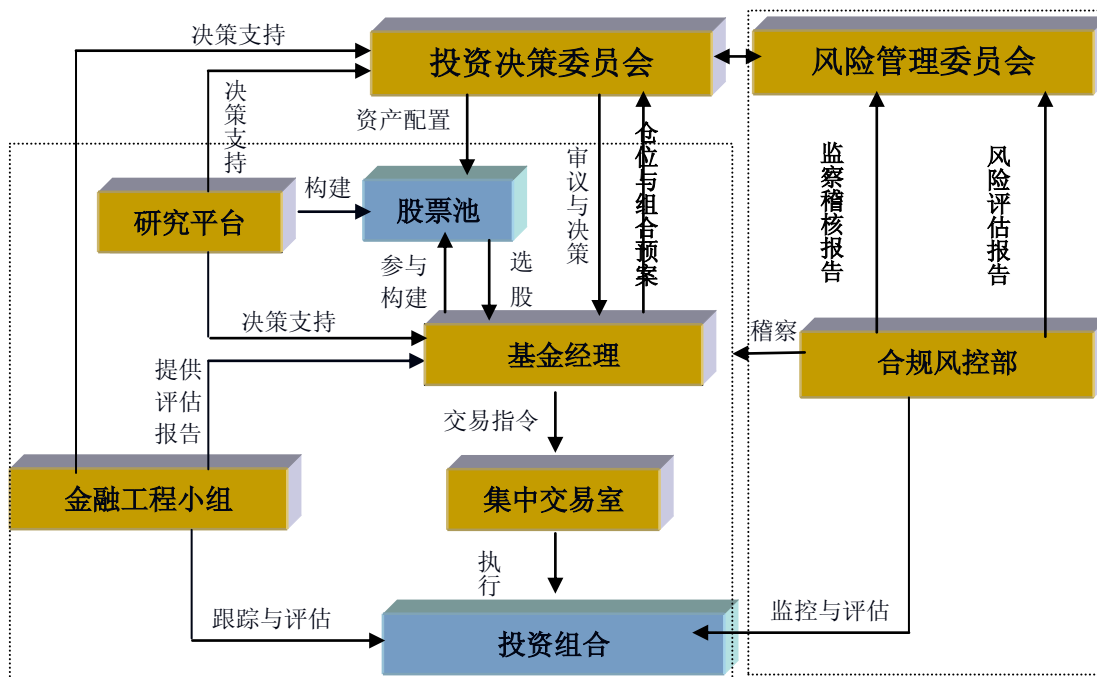 决策支持
投资决策委员会
风险管理委员会
决策支持
资产配置
审议与决策
仓位与组合预案
监察稽核报告
风险评估报告
研究平台
构建
股票池
参与
构建
选股
决策支持
基金经理
稽察
合规风控部
提供
评估
报告
交易指令
金融工程小组
集中交易室
执行
跟踪与评估
投资组合
监控与评估